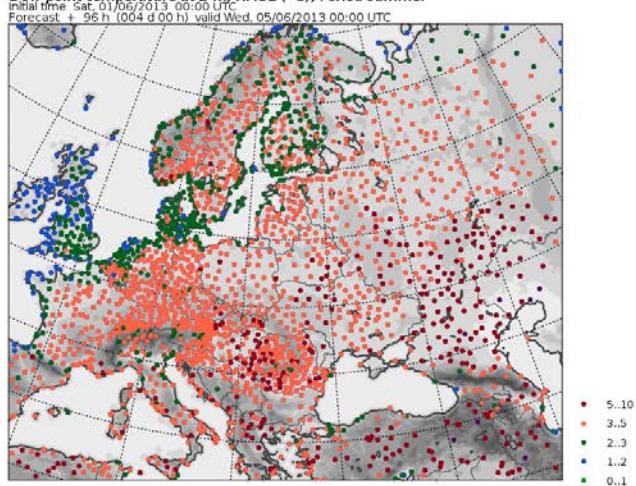 Initial time Sat, 01/06/2013 00:00 UTC
Forecast + 96 h (004 d 00 h) valid Wed, 05/06/2013 00:00 UTC
5..10
3..5
2..3
1..2
0..1